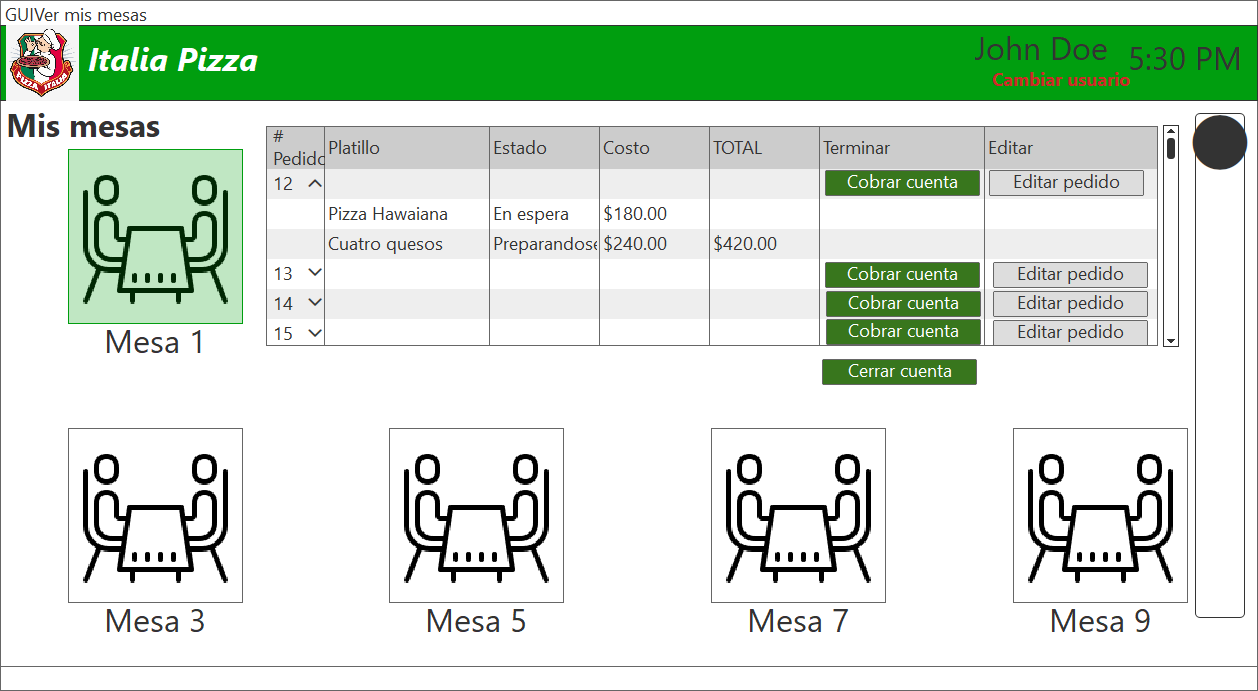 GUIVer mis mesas
PIZZA ITALIA
Italia Pizza
John Doe
5:30 PM
Cambiar usuario
Mis mesas
# Pedido Platillo Estado Costo TOTAL Terminar Editar
12 Cobrar cuenta Editar pedido
Pizza Hawaiana En espera $180.00
Cuatro quesos Preparandose $240.00 $420.00
13 Cobrar cuenta Editar pedido
14 Cobrar cuenta Editar pedido
15 Cobrar cuenta Editar pedido
Cerrar cuenta
Mesa 1
Mesa 3 Mesa 5 Mesa 7 Mesa 9